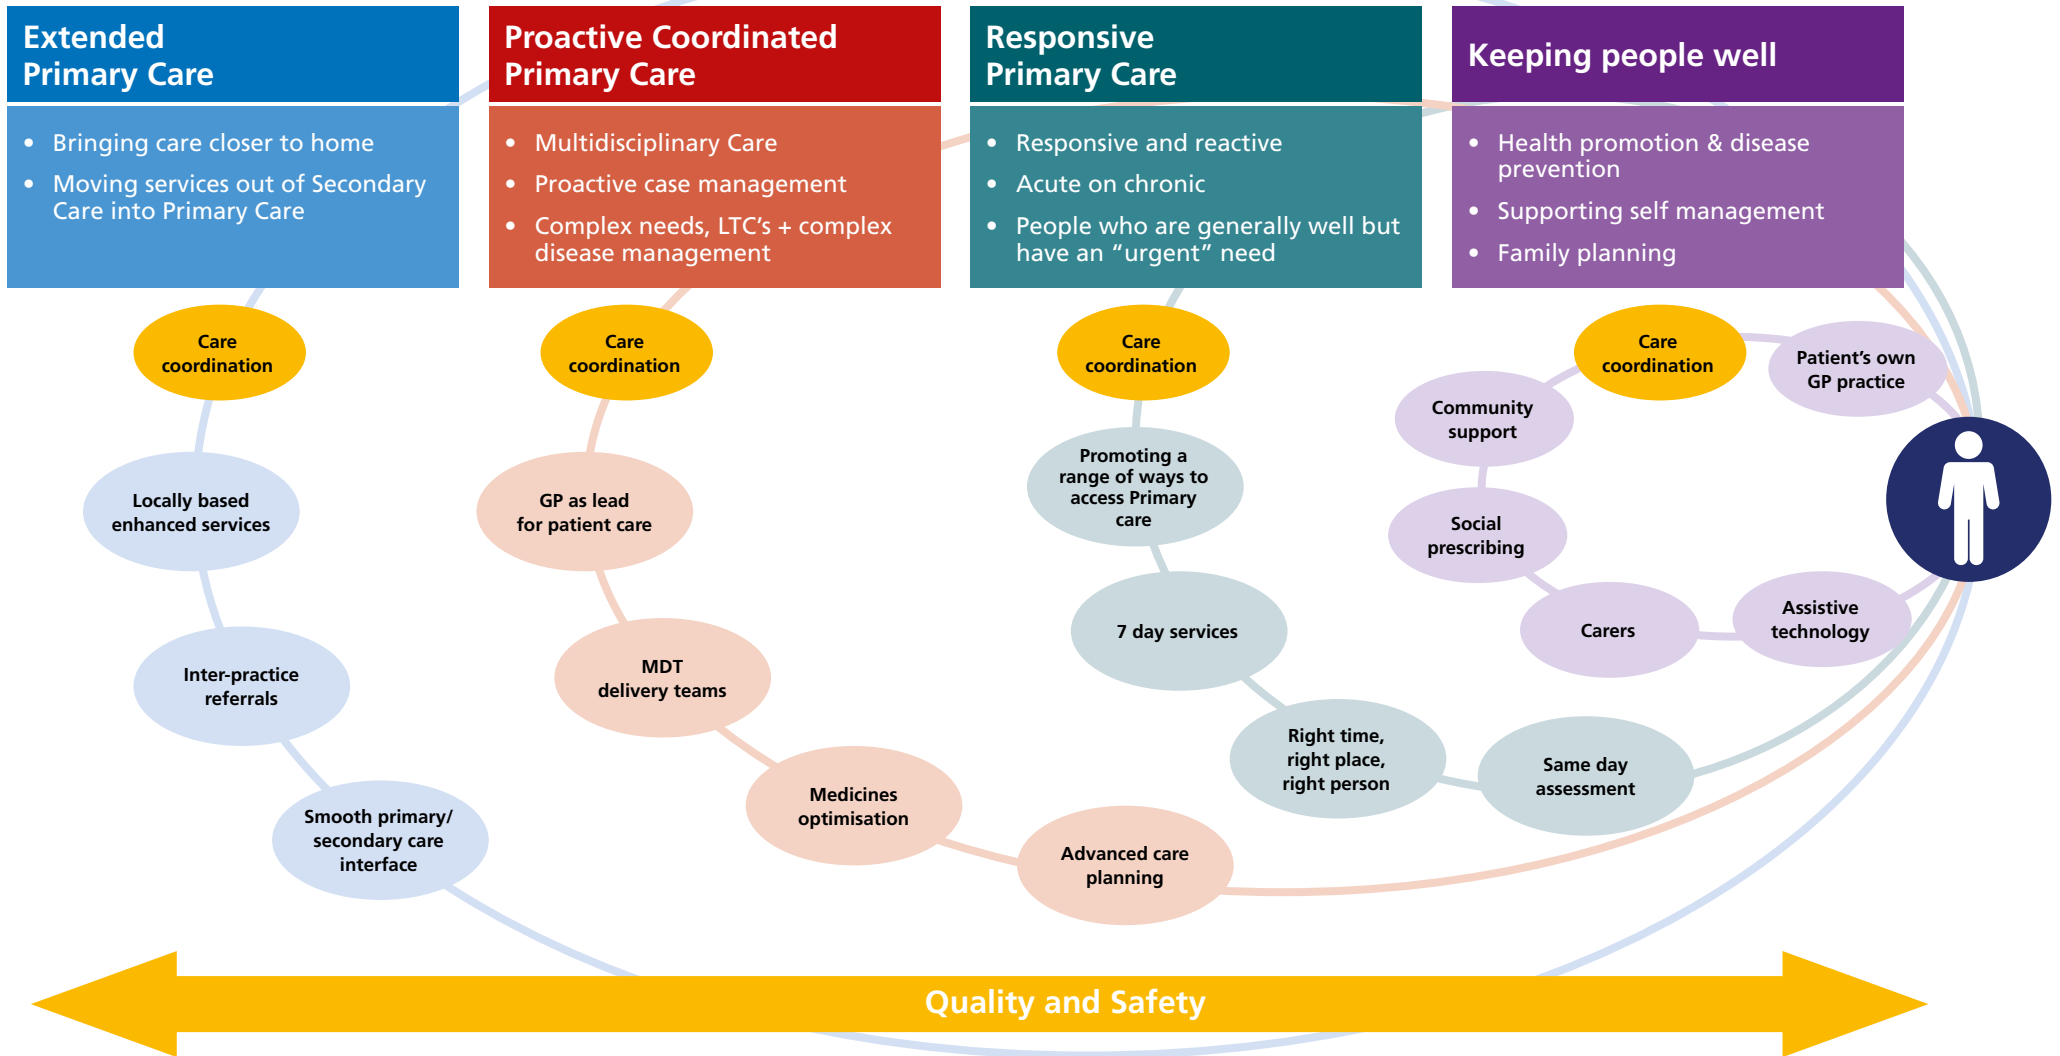 Extended
Primary Care
• Bringing care closer to home
• Moving services out of Secondary
Care into Primary Care
Proactive Coordinated
Primary Care
• Multidisciplinary Care
• Proactive case management
• Complex needs, LTC’s + complex
disease management
Responsive
Primary Care
• Responsive and reactive
• Acute on chronic
• People who are generally well but
have an “urgent” need
Keeping people well
• Health promotion & disease
prevention
• Supporting self management
• Family planning
Care
coordination
Locally based
enhanced services
Inter-practice
referrals
Smooth primary/
secondary care
interface
Care
coordination
GP as lead
for patient care
MDT
delivery teams
Medicines
optimisation
Advanced care
planning
Care
coordination
Promoting a
range of ways to
access Primary
care
7 day services
Right time,
right place,
right person
Same day
assessment
Care
coordination
Patient’s own
GP practice
Community
support
Social
prescribing
Carers
Assistive
technology
Quality and Safety